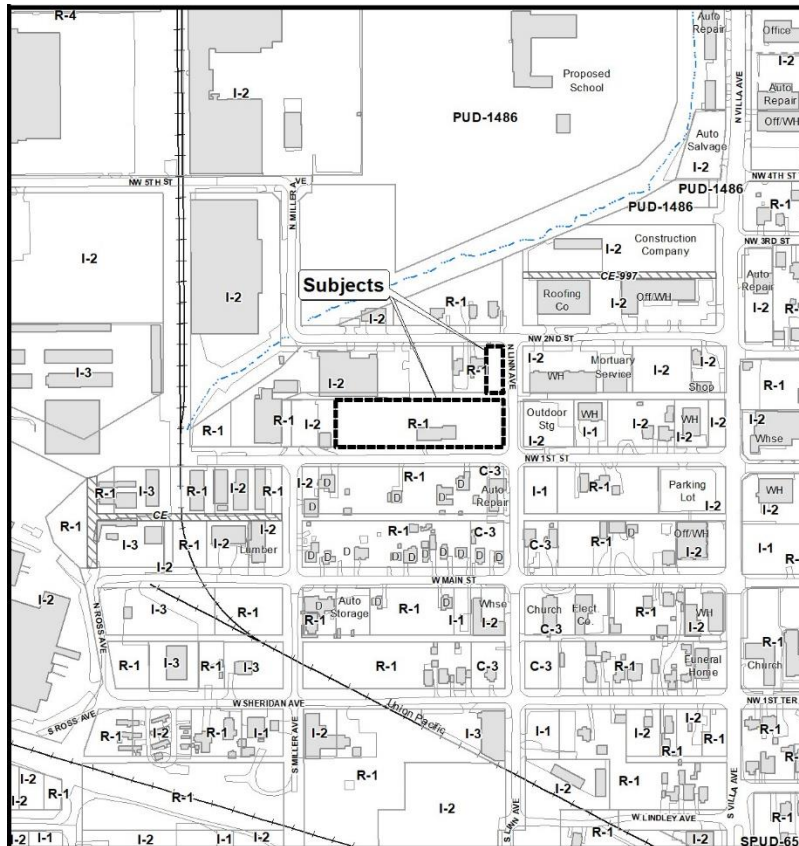 R-4
Auto
Repair
Office
I-2
I-2
Proposed
School
N VILLA AVE
Auto
Repair
I-2
Off/WH
PUD-1486
Auto
Salvage
I-2
NW 5TH ST
N MILLER AVE
NW 4TH ST
PUD-1486
PUD-1486
R-1
I-2
Construction
Company
NW 3RD ST
I-2
CE-997
Subjects
I-2
R-1
I-2
Roofing
Co
I-2
Off/WH
Auto
Repair
I-2
R-1
NW 2ND ST
N LINN AVE
I-3
I-2
R-1
I-2
WH
Mortuary
Service
I-2
I-2
Shop
R-1
R-1
R-1
I-2
R-1
Outdoor
Stg
I-2
WH
I-1
I-2
WH
I-2
I-2
Whse
I-2
NW 1ST ST
R-1
R-1
I-3
R-1
I-2
R-1
I-2
D
R-1
D
D
C-3
Auto
Repair
I-1
R-1
Parking
Lot
I-2
WH
I-2
CE
I-3
I-2
R-1
I-2
I-2
Lumber
R-1
C-3
D
D
D
D
D
D
D
C-3
R-1
Off/WH
I-2
I-1
W MAIN ST
N ROSS AVE
I-2
I-3
R-1
D
R-1
Auto
Storage
R-1
D
I-1
Whse
I-2
Church
C-3
Elect
Co.
R-1
WH
I-2
R-1
Church
R-1
I-3
R-1
I-3
R-1
C-3
C-3
R-1
Funeral
Home
I-2
W SHERIDAN AVE
NW 1ST TER
S ROSS AVE
Union Pacific
R-1
I-2
R-1
I-1
S MILLER AVE
I-2
I-3
I-1
I-2
R-1
I-2
R-1
R-1
R-1
I-2
R-1
R-1
I-2
S LINN AVE
I-2
R-1
I-2
S VILLA AVE
W LINDLEY AVE
I-2
I-1
I-2
I-1
I-2
R-1
I-2
SPUD-65